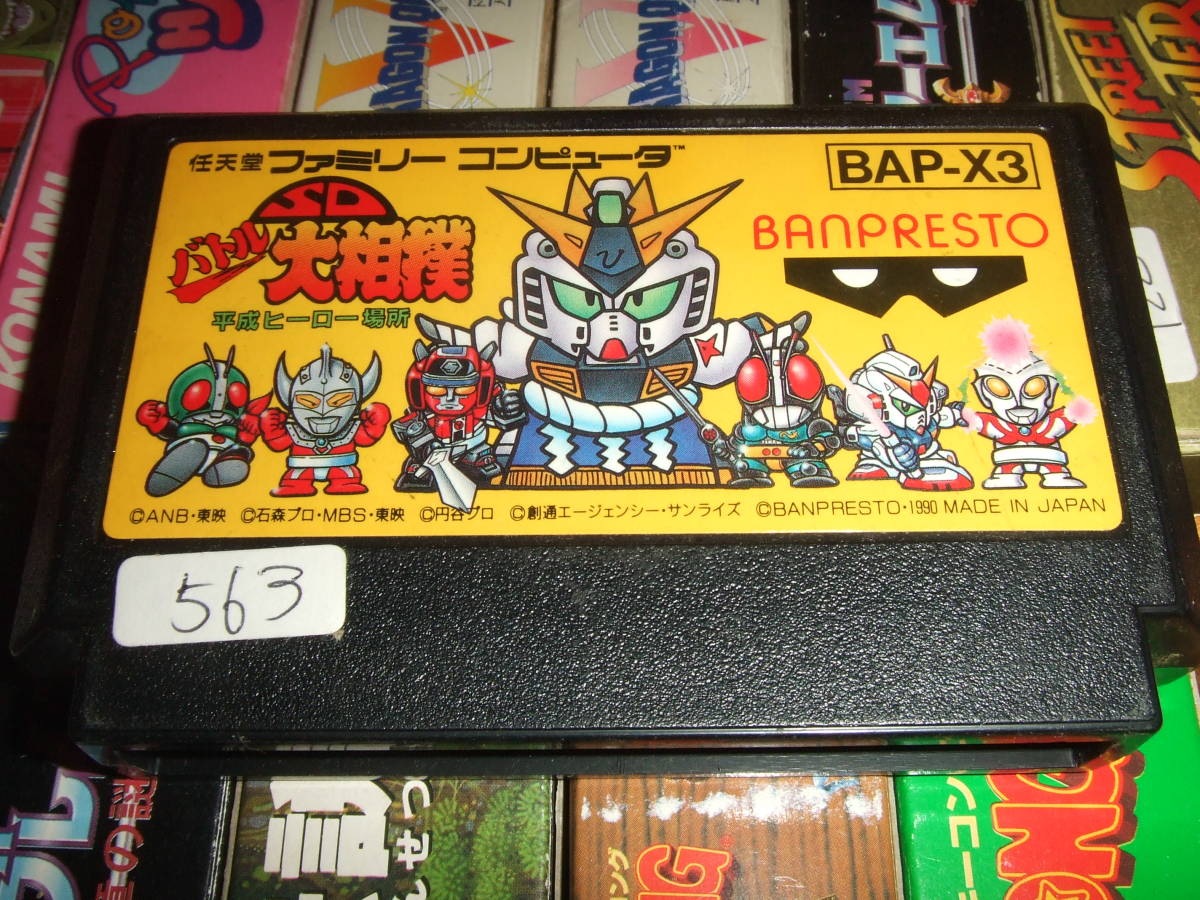 KONAMI
任天堂 ファミリー コンピュータ™
BAP-X3
SD
バトル大相撲
平成ヒーロー場所
BANPRESTO
©ANB・東映 ©石森プロ・MBS・東映 ©円谷プロ ©創通エージェンシー・サンライズ ©BANPRESTO・1990 MADE IN JAPAN
563